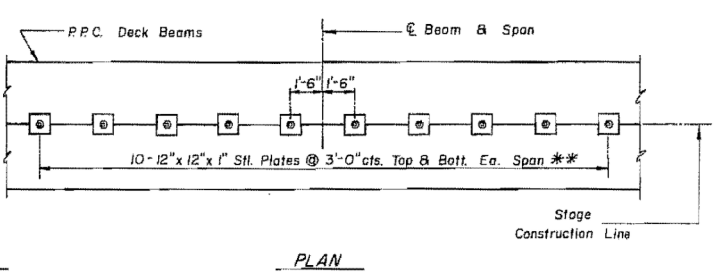 P.P.C. Deck Beams
℄ Beam & Span
1'-6" 1'-6"
10-12"x 12"x 1" Stl. Plates @ 3'-0"cts. Top & Bott. Ea. Span **
Stage
Construction Line
PLAN